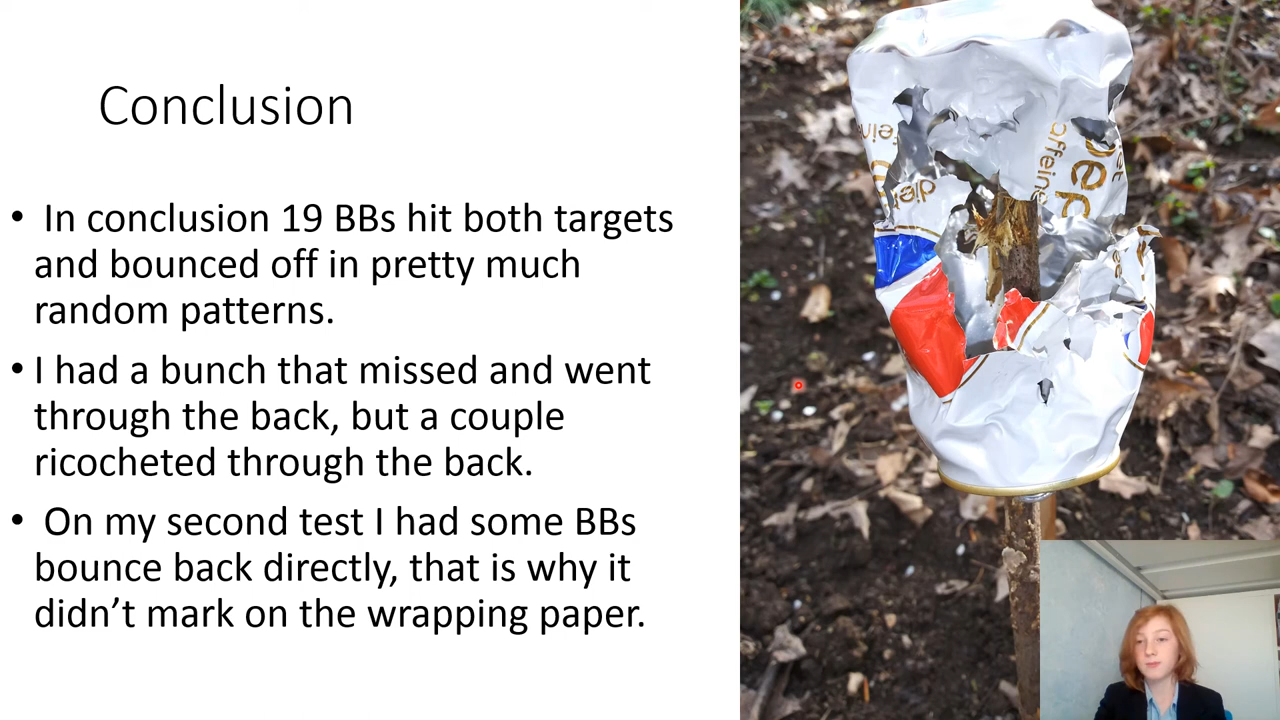 Conclusion
• In conclusion 19 BBs hit both targets
and bounced off in pretty much
random patterns.
• I had a bunch that missed and went
through the back, but a couple
ricocheted through the back.
• On my second test I had some BBs
bounce back directly, that is why it
didn’t mark on the wrapping paper.